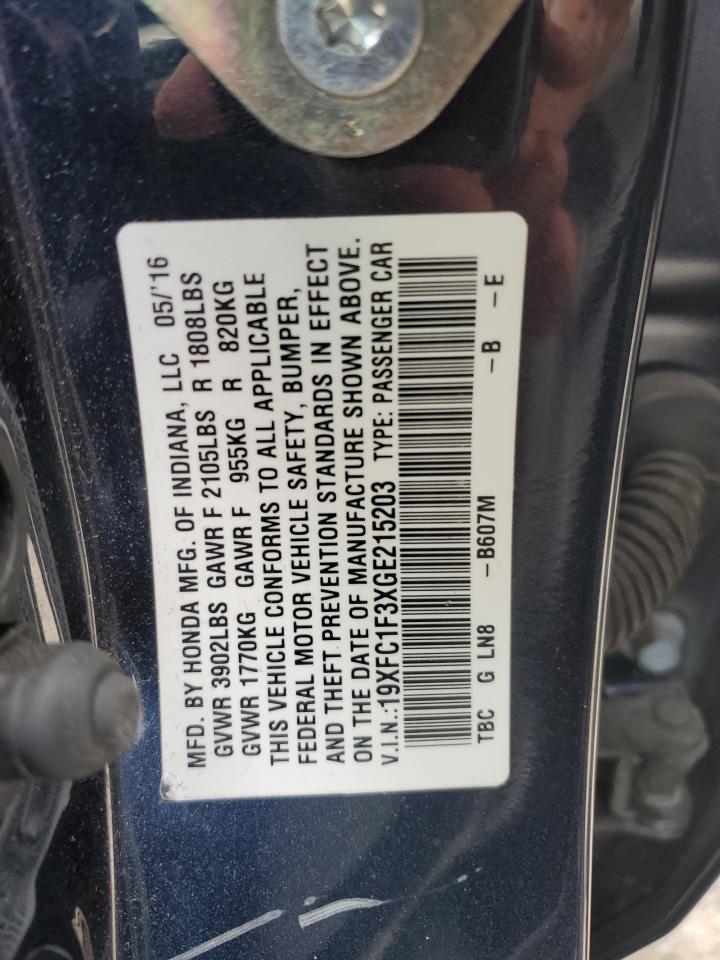 MFD. BY HONDA MFG. OF INDIANA, LLC 05/'16
GVWR 3902LBS GAWR F 2105LBS R 1808LBS
GVWR 1770KG GAWR F 955KG R 820KG
THIS VEHICLE CONFORMS TO ALL APPLICABLE
FEDERAL MOTOR VEHICLE SAFETY, BUMPER,
AND THEFT PREVENTION STANDARDS IN EFFECT
ON THE DATE OF MANUFACTURE SHOWN ABOVE.
V.I.N.:19XFC1F3XGE215203 TYPE: PASSENGER CAR
TBC G LN8 -B607M -B -E